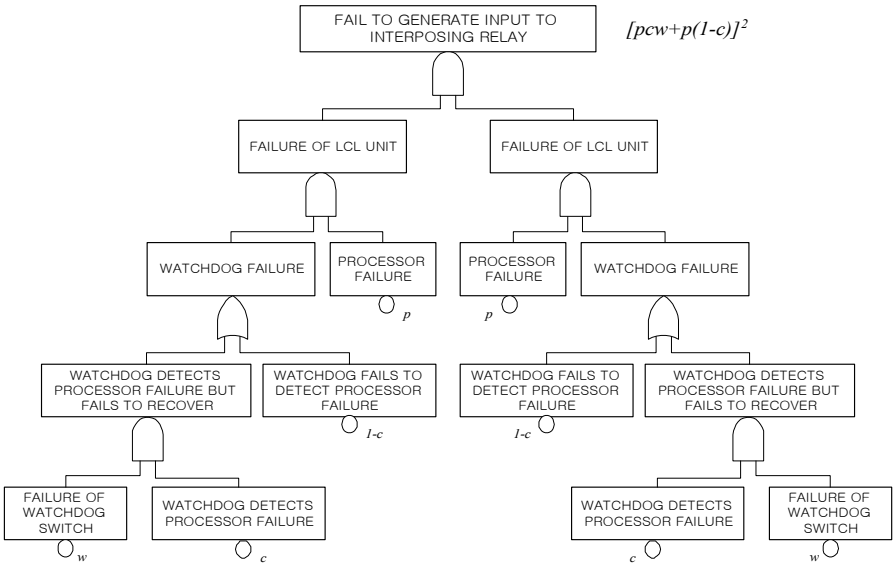 FAIL TO GENERATE INPUT TO
INTERPOSING RELAY
[pcw+p(1-c)]²
FAILURE OF LCL UNIT
FAILURE OF LCL UNIT
WATCHDOG FAILURE
PROCESSOR
FAILURE
p
PROCESSOR
FAILURE
p
WATCHDOG FAILURE
WATCHDOG DETECTS
PROCESSOR FAILURE BUT
FAILS TO RECOVER
WATCHDOG FAILS TO
DETECT PROCESSOR
FAILURE
1-c
WATCHDOG FAILS TO
DETECT PROCESSOR
FAILURE
1-c
WATCHDOG DETECTS
PROCESSOR FAILURE BUT
FAILS TO RECOVER
FAILURE OF
WATCHDOG
SWITCH
w
WATCHDOG DETECTS
PROCESSOR FAILURE
c
WATCHDOG DETECTS
PROCESSOR FAILURE
c
FAILURE OF
WATCHDOG
SWITCH
w